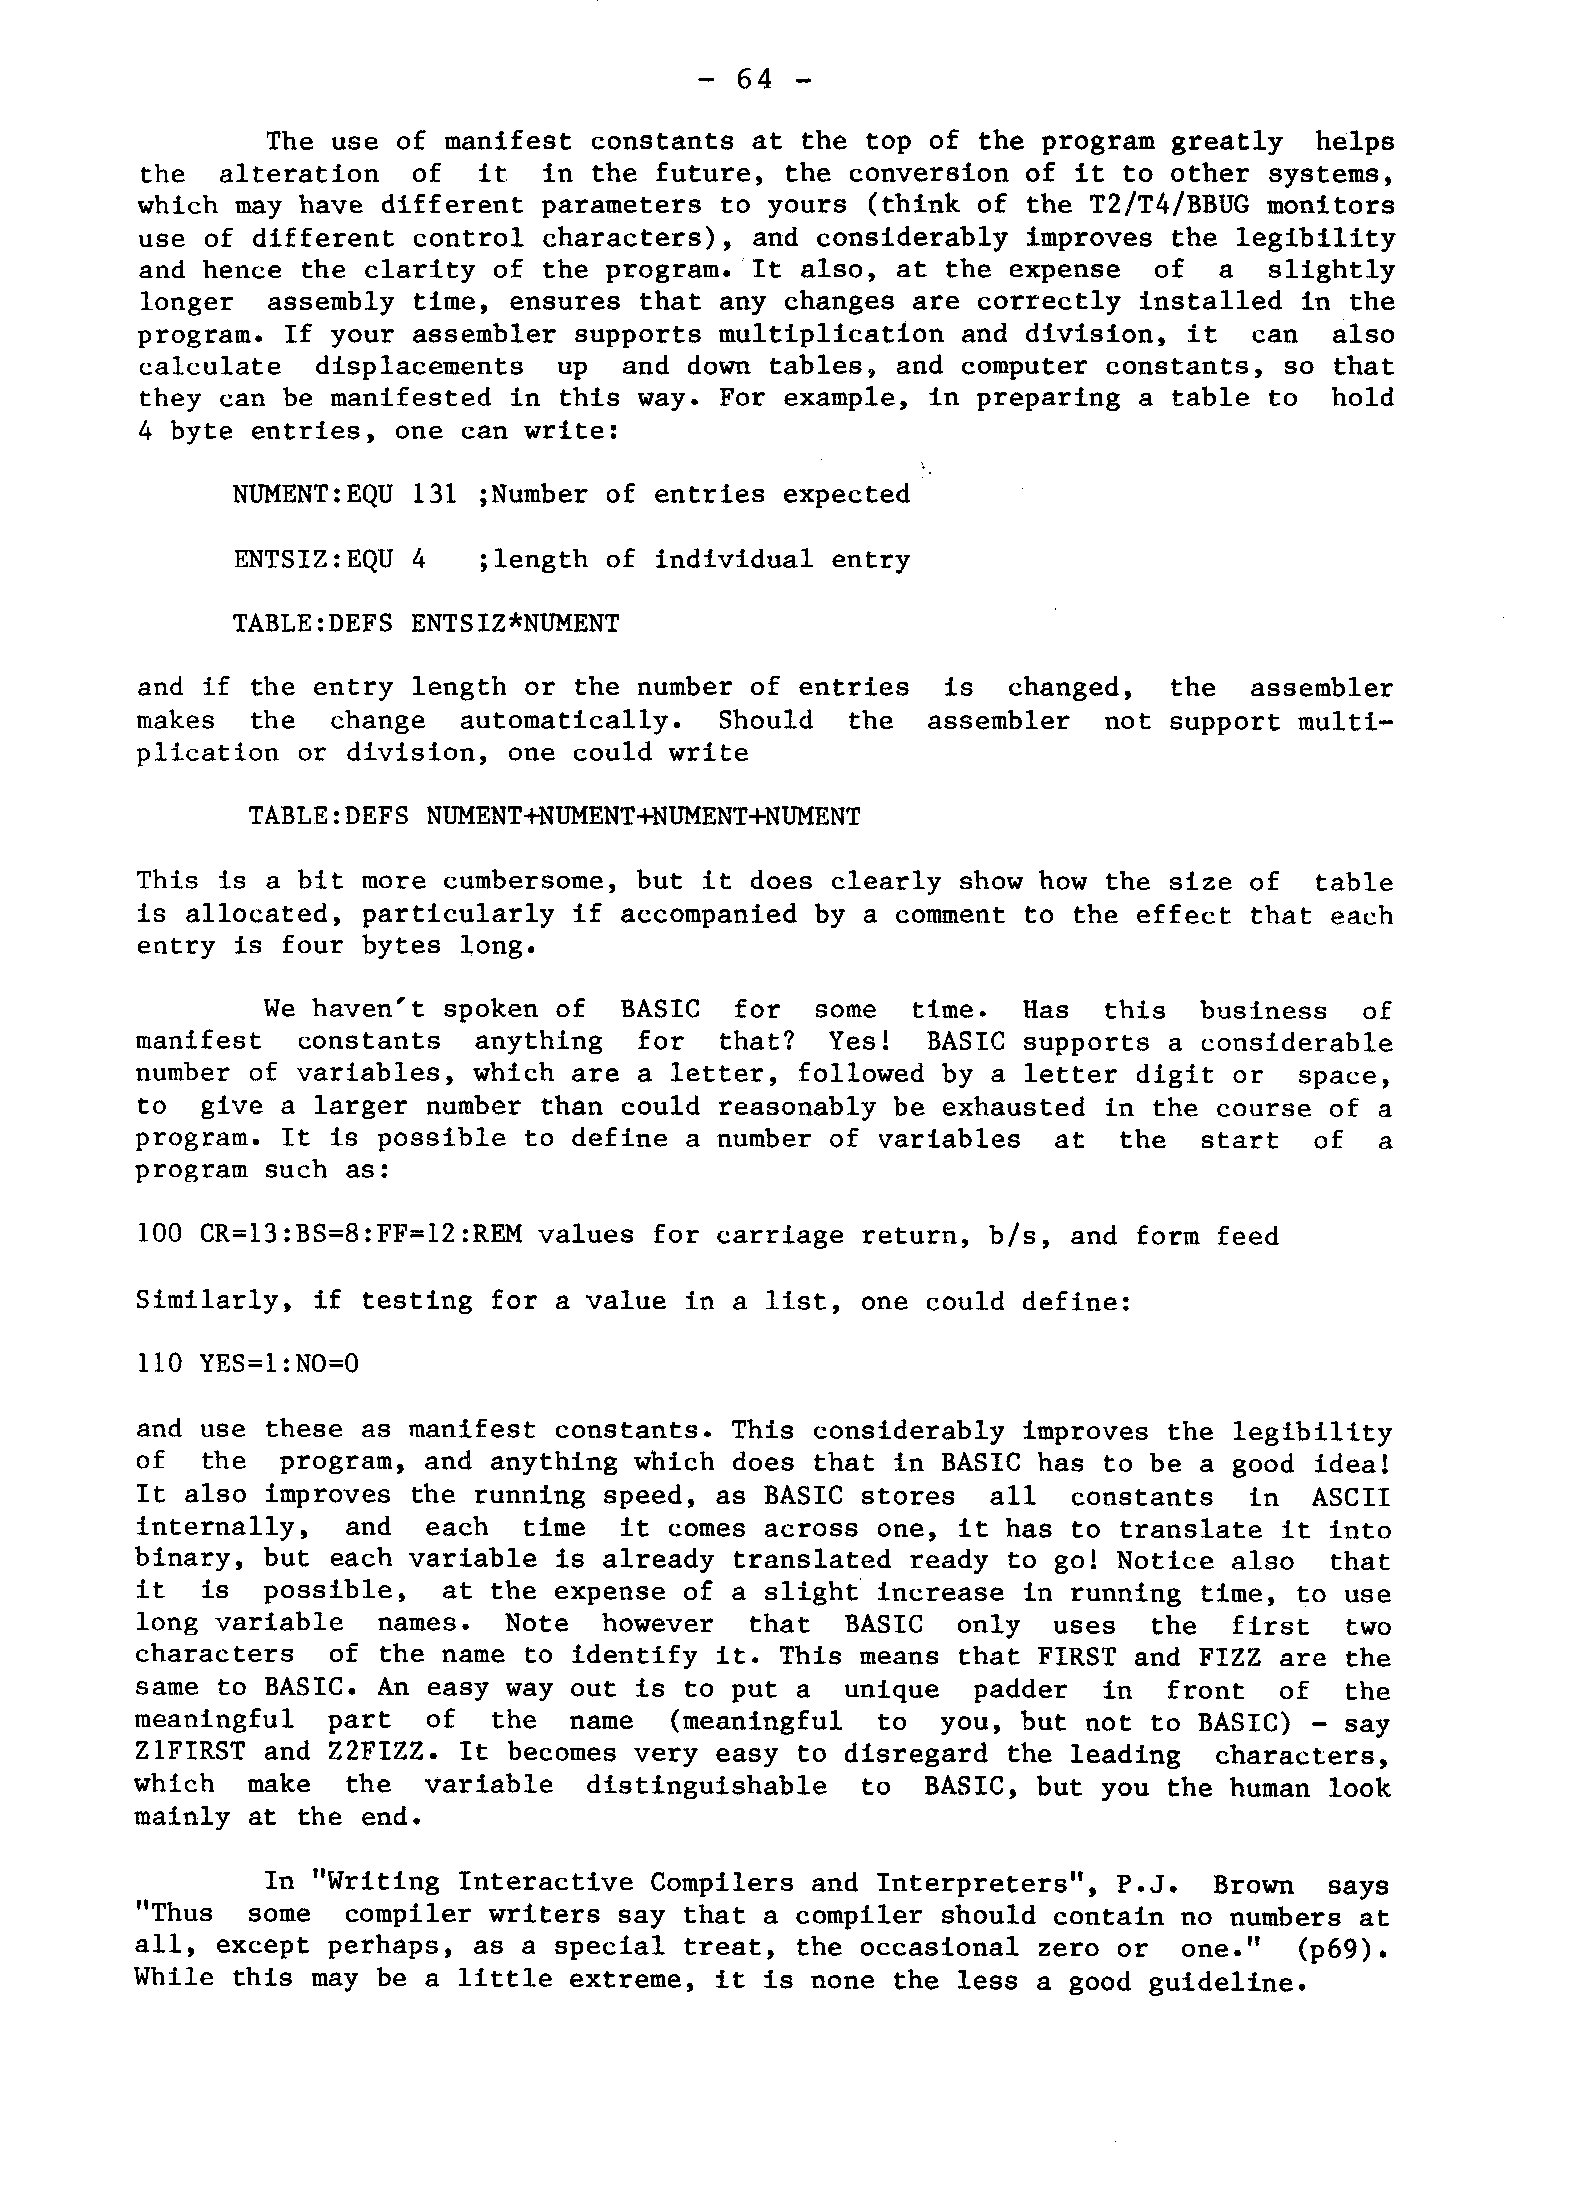 - 64 -
The use of manifest constants at the top of the program greatly helps
the alteration of it in the future, the conversion of it to other systems,
which may have different parameters to yours (think of the T2/T4/BBUG monitors
use of different control characters), and considerably improves the legibility
and hence the clarity of the program. It also, at the expense of a slightly
longer assembly time, ensures that any changes are correctly installed in the
program. If your assembler supports multiplication and division, it can also
calculate displacements up and down tables, and computer constants, so that
they can be manifested in this way. For example, in preparing a table to hold
4 byte entries, one can write:
NUMENT:EQU 131 ;Number of entries expected
ENTSIZ:EQU 4 ;length of individual entry
TABLE:DEFS ENTSIZ*NUMENT
and if the entry length or the number of entries is changed, the assembler
makes the change automatically. Should the assembler not support multi-
plication or division, one could write
TABLE:DEFS NUMENT+NUMENT+NUMENT+NUMENT
This is a bit more cumbersome, but it does clearly show how the size of table
is allocated, particularly if accompanied by a comment to the effect that each
entry is four bytes long.
We haven't spoken of BASIC for some time. Has this business of
manifest constants anything for that? Yes! BASIC supports a considerable
number of variables, which are a letter, followed by a letter digit or space,
to give a larger number than could reasonably be exhausted in the course of a
program. It is possible to define a number of variables at the start of a
program such as:
100 CR=13:BS=8:FF=12:REM values for carriage return, b/s, and form feed
Similarly, if testing for a value in a list, one could define:
110 YES=1:NO=0
and use these as manifest constants. This considerably improves the legibility
of the program, and anything which does that in BASIC has to be a good idea!
It also improves the running speed, as BASIC stores all constants in ASCII
internally, and each time it comes across one, it has to translate it into
binary, but each variable is already translated ready to go! Notice also that
it is possible, at the expense of a slight increase in running time, to use
long variable names. Note however that BASIC only uses the first two
characters of the name to identify it. This means that FIRST and FIZZ are the
same to BASIC. An easy way out is to put a unique padder in front of the
meaningful part of the name (meaningful to you, but not to BASIC) - say
Z1FIRST and Z2FIZZ. It becomes very easy to disregard the leading characters,
which make the variable distinguishable to BASIC, but you the human look
mainly at the end.
In "Writing Interactive Compilers and Interpreters", P.J. Brown says
"Thus some compiler writers say that a compiler should contain no numbers at
all, except perhaps, as a special treat, the occasional zero or one." (p69).
While this may be a little extreme, it is none the less a good guideline.